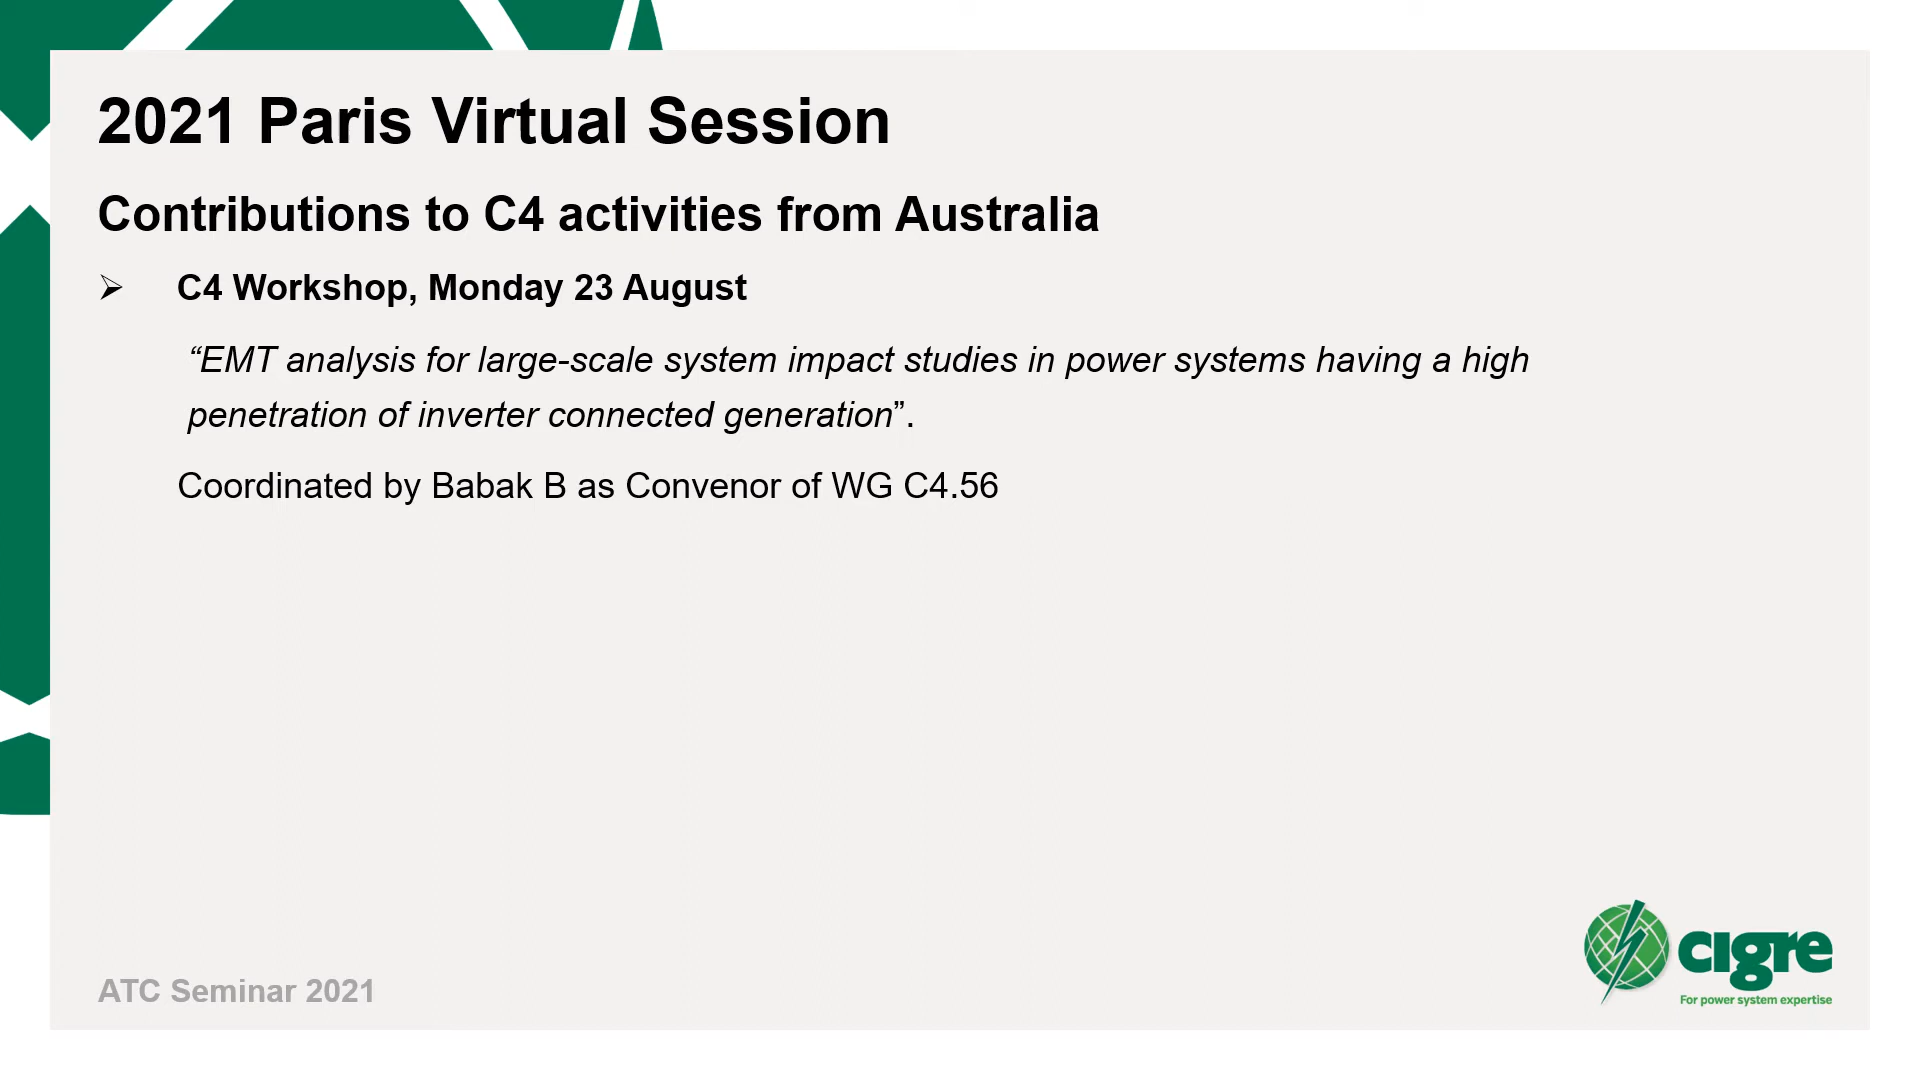 2021 Paris Virtual Session
Contributions to C4 activities from Australia
➢ C4 Workshop, Monday 23 August
“EMT analysis for large-scale system impact studies in power systems having a high
penetration of inverter connected generation”.
Coordinated by Babak B as Convenor of WG C4.56
ATC Seminar 2021
cigre
For power system expertise